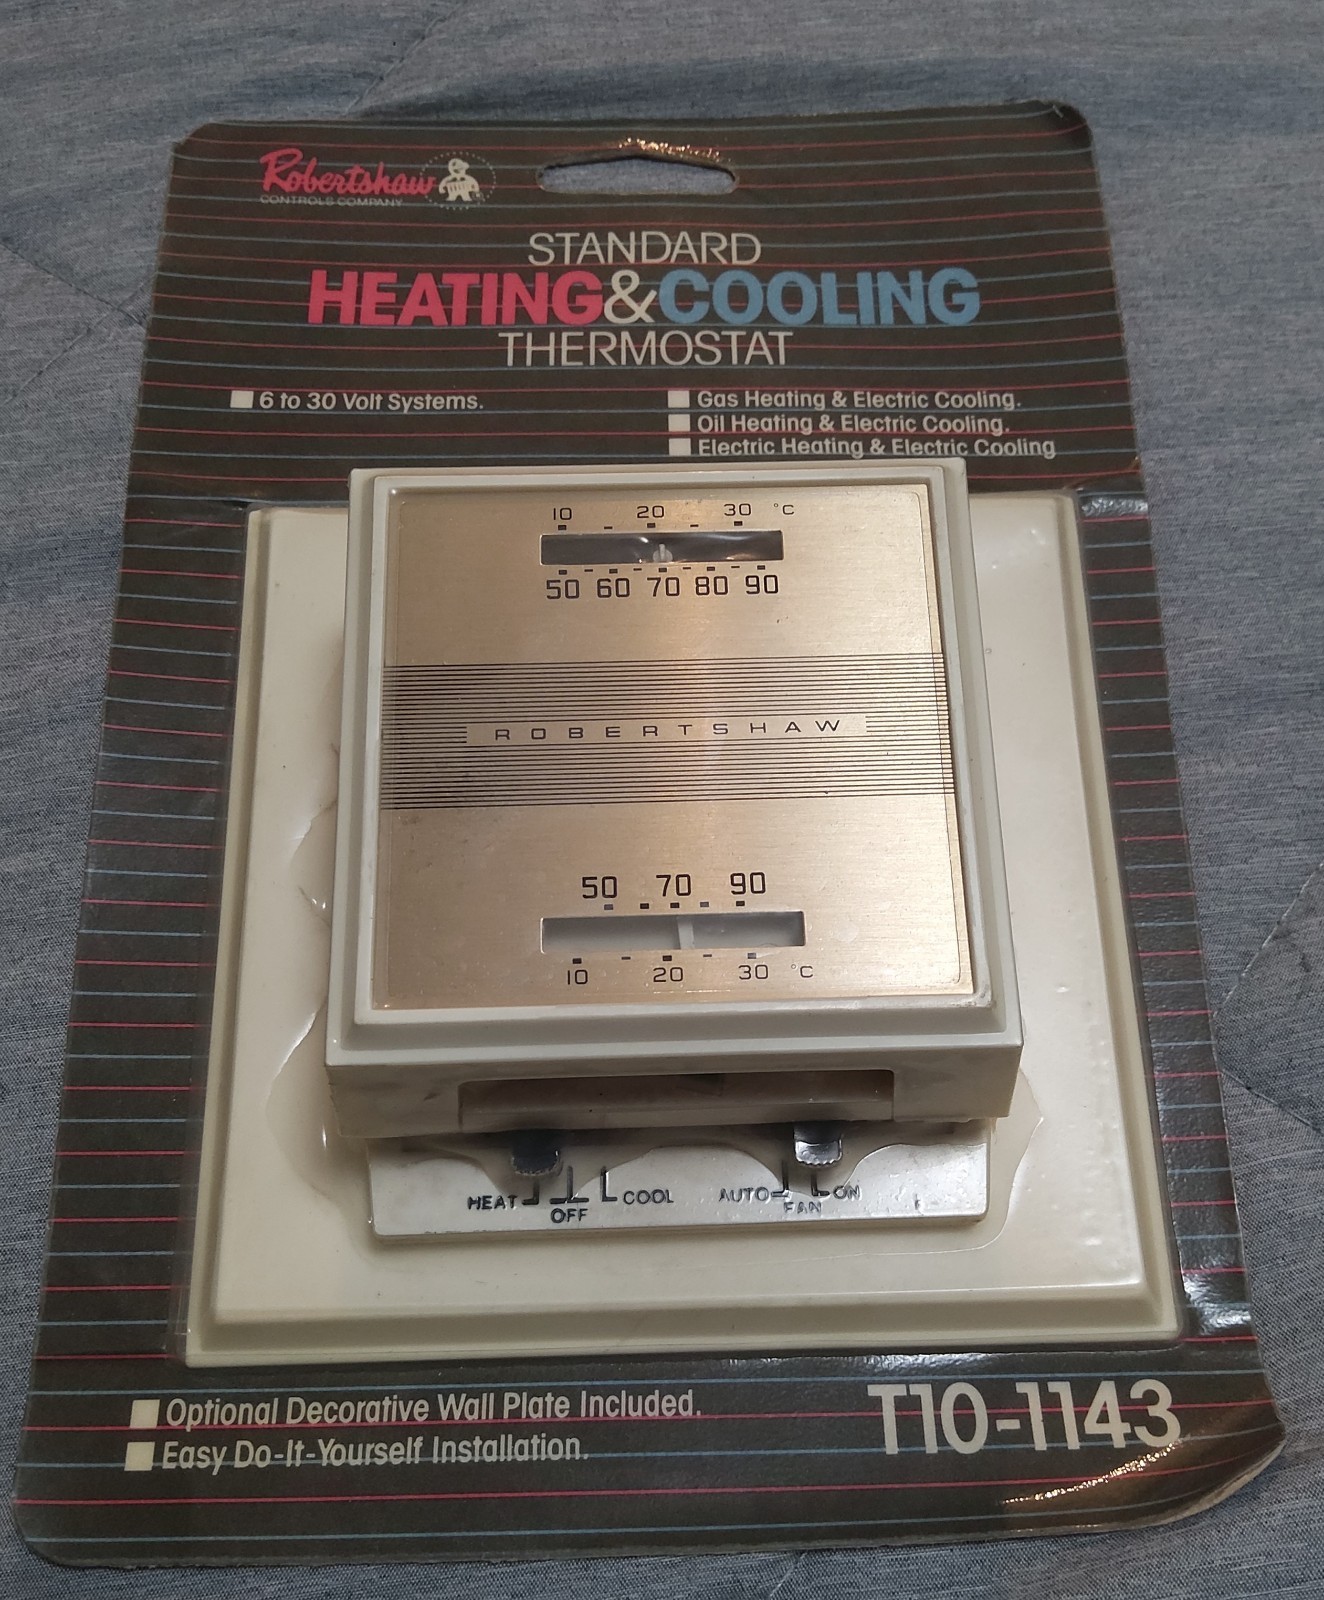 Robertshaw
CONTROLS COMPANY
STANDARD
HEATING&COOLING
THERMOSTAT
6 to 30 Volt Systems.
Gas Heating & Electric Cooling.
Oil Heating & Electric Cooling.
Electric Heating & Electric Cooling
10 20 30 °C
50 60 70 80 90
ROBERTSHAW
50 70 90
10 20 30 °C
HEAT OFF COOL
AUTO FAN ON
Optional Decorative Wall Plate Included.
Easy Do-It-Yourself Installation.
T10-1143